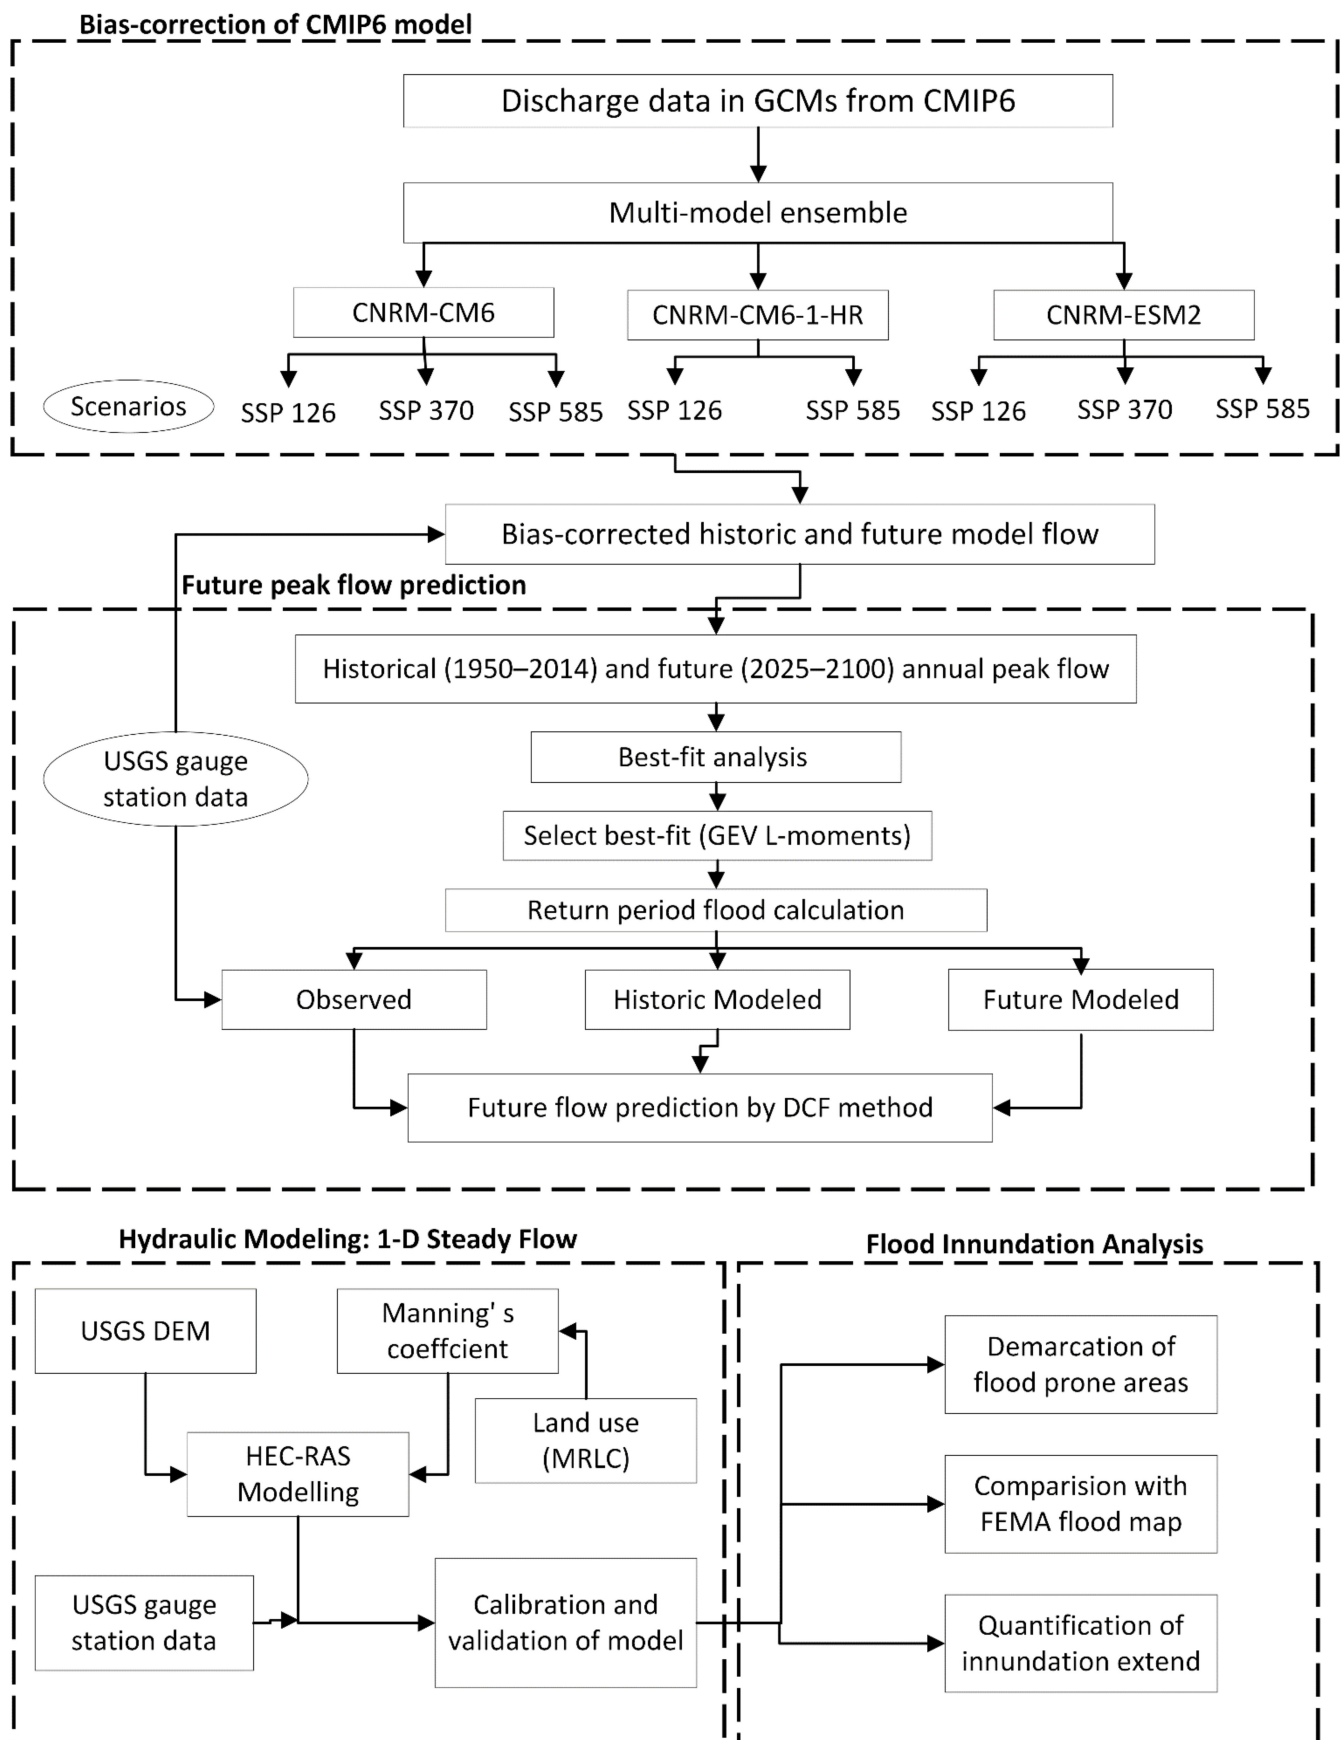 Bias-correction of CMIP6 model
Discharge data in GCMs from CMIP6
Multi-model ensemble
CNRM-CM6
CNRM-CM6-1-HR
CNRM-ESM2
Scenarios
SSP 126
SSP 370
SSP 585
SSP 126
SSP 585
SSP 126
SSP 370
SSP 585
Bias-corrected historic and future model flow
Future peak flow prediction
Historical (1950–2014) and future (2025–2100) annual peak flow
USGS gauge
station data
Best-fit analysis
Select best-fit (GEV L-moments)
Return period flood calculation
Observed
Historic Modeled
Future Modeled
Future flow prediction by DCF method
Hydraulic Modeling: 1-D Steady Flow
USGS DEM
Manning' s
coeffcient
Land use
(MRLC)
HEC-RAS
Modelling
USGS gauge
station data
Calibration and
validation of model
Flood Innundation Analysis
Demarcation of
flood prone areas
Comparision with
FEMA flood map
Quantification of
innundation extend